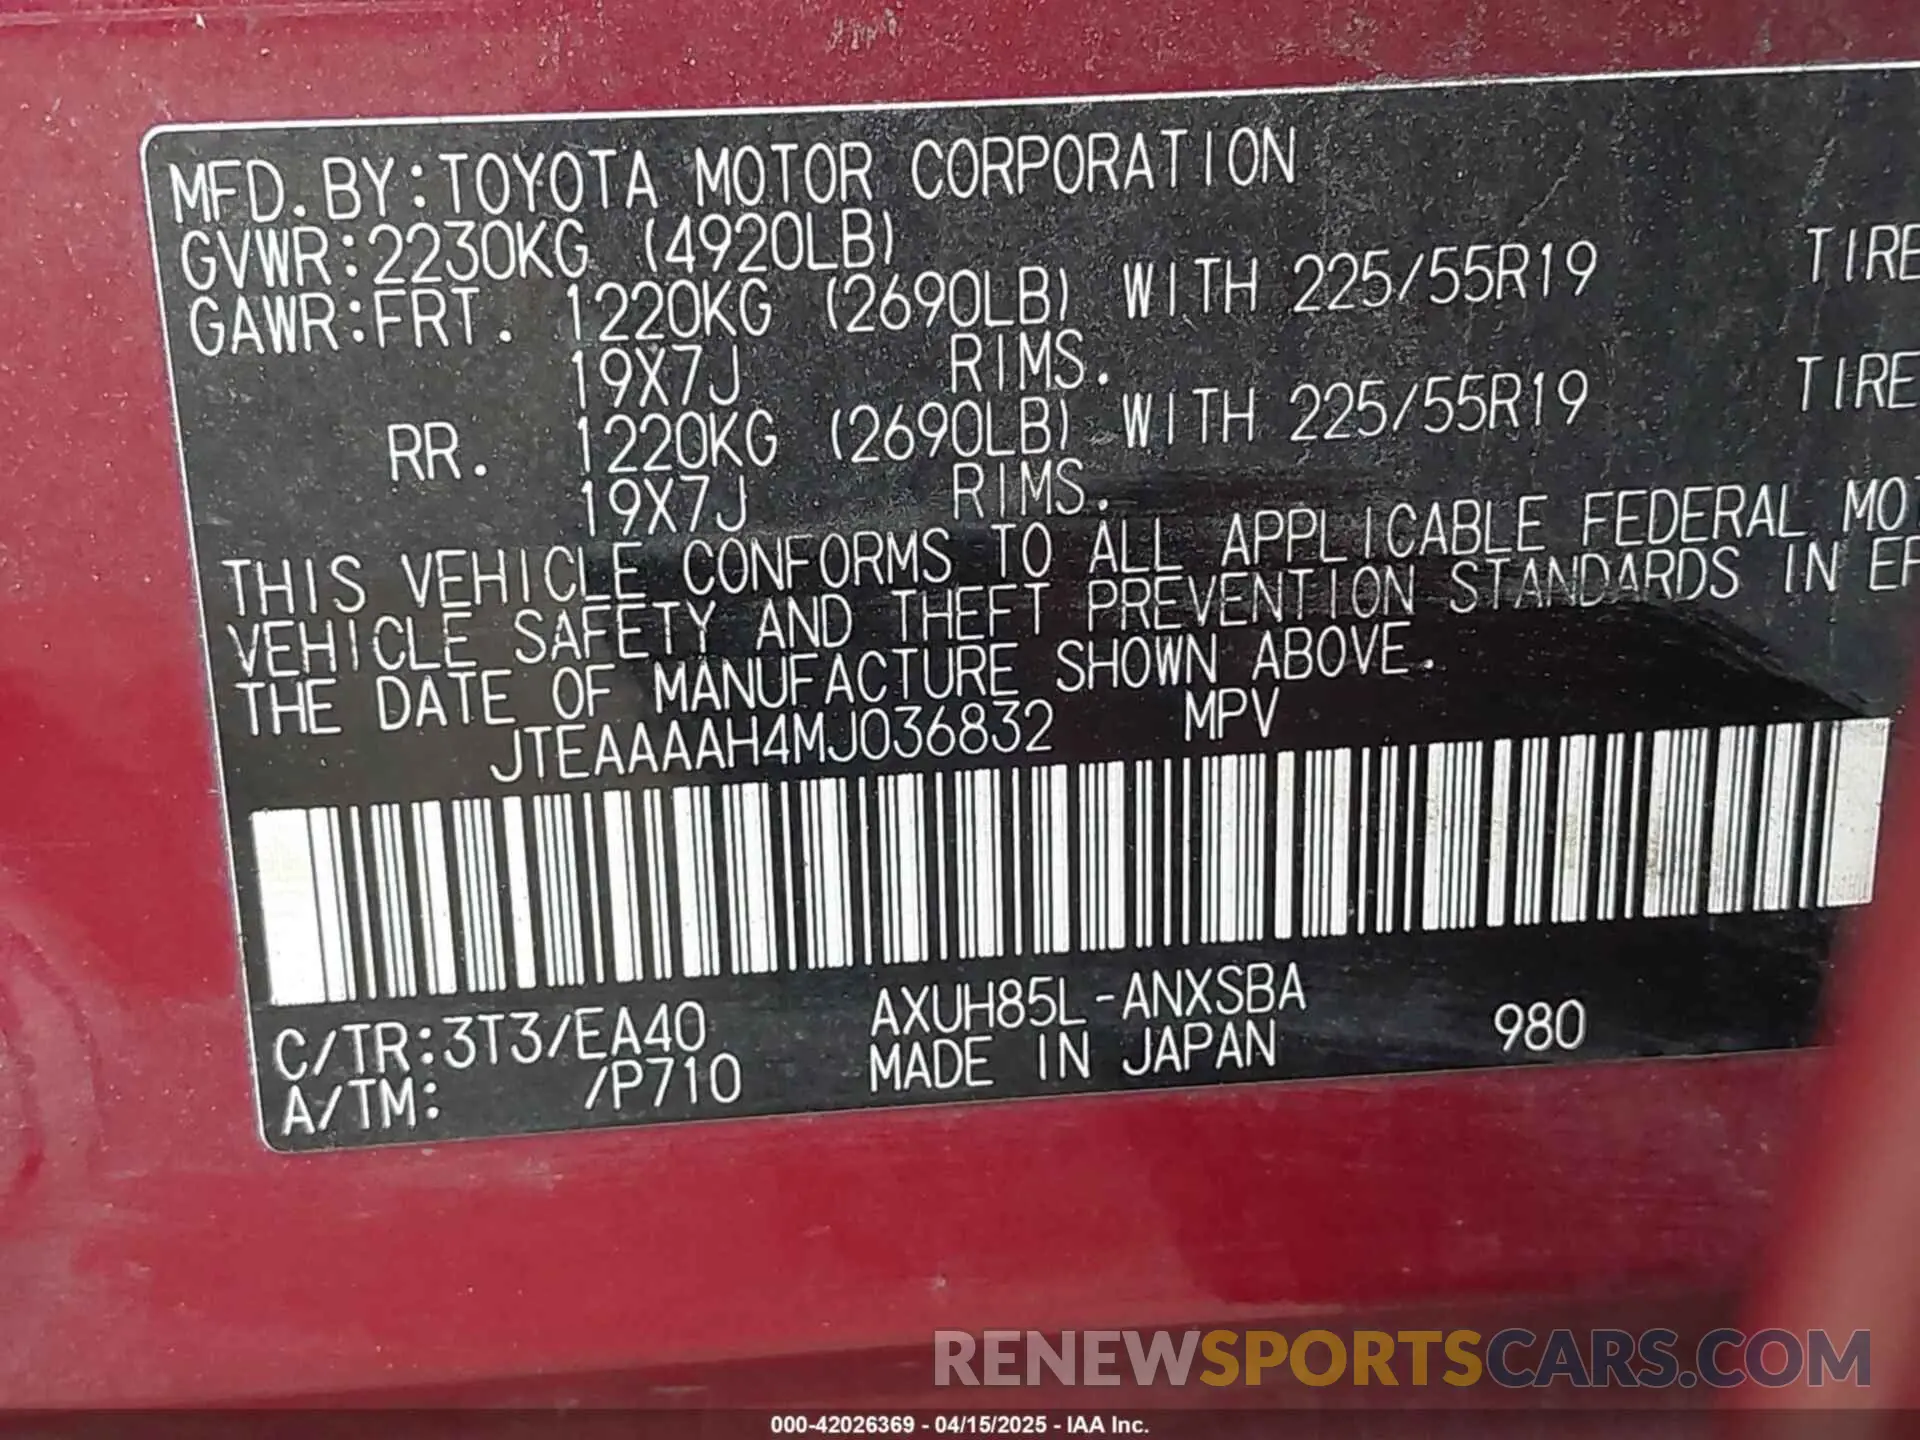 MFD. BY:TOYOTA MOTOR CORPORATION
GVWR:2230KG (4920LB)
GAWR:FRT. 1220KG (2690LB) WITH 225/55R19 TIRE
19X7J RIMS.
RR. 1220KG (2690LB) WITH 225/55R19 TIRE
19X7J RIMS.
THIS VEHICLE CONFORMS TO ALL APPLICABLE FEDERAL MOT
VEHICLE SAFETY AND THEFT PREVENTION STANDARDS IN EF
THE DATE OF MANUFACTURE SHOWN ABOVE.
JTEAAAAH4MJ036832 MPV
C/TR:3T3/EA40 AXUH85L-ANXSBA 980
A/TM: /P710 MADE IN JAPAN
RENEWSPORTSCARS.COM
000-42026369 - 04/15/2025 - IAA Inc.